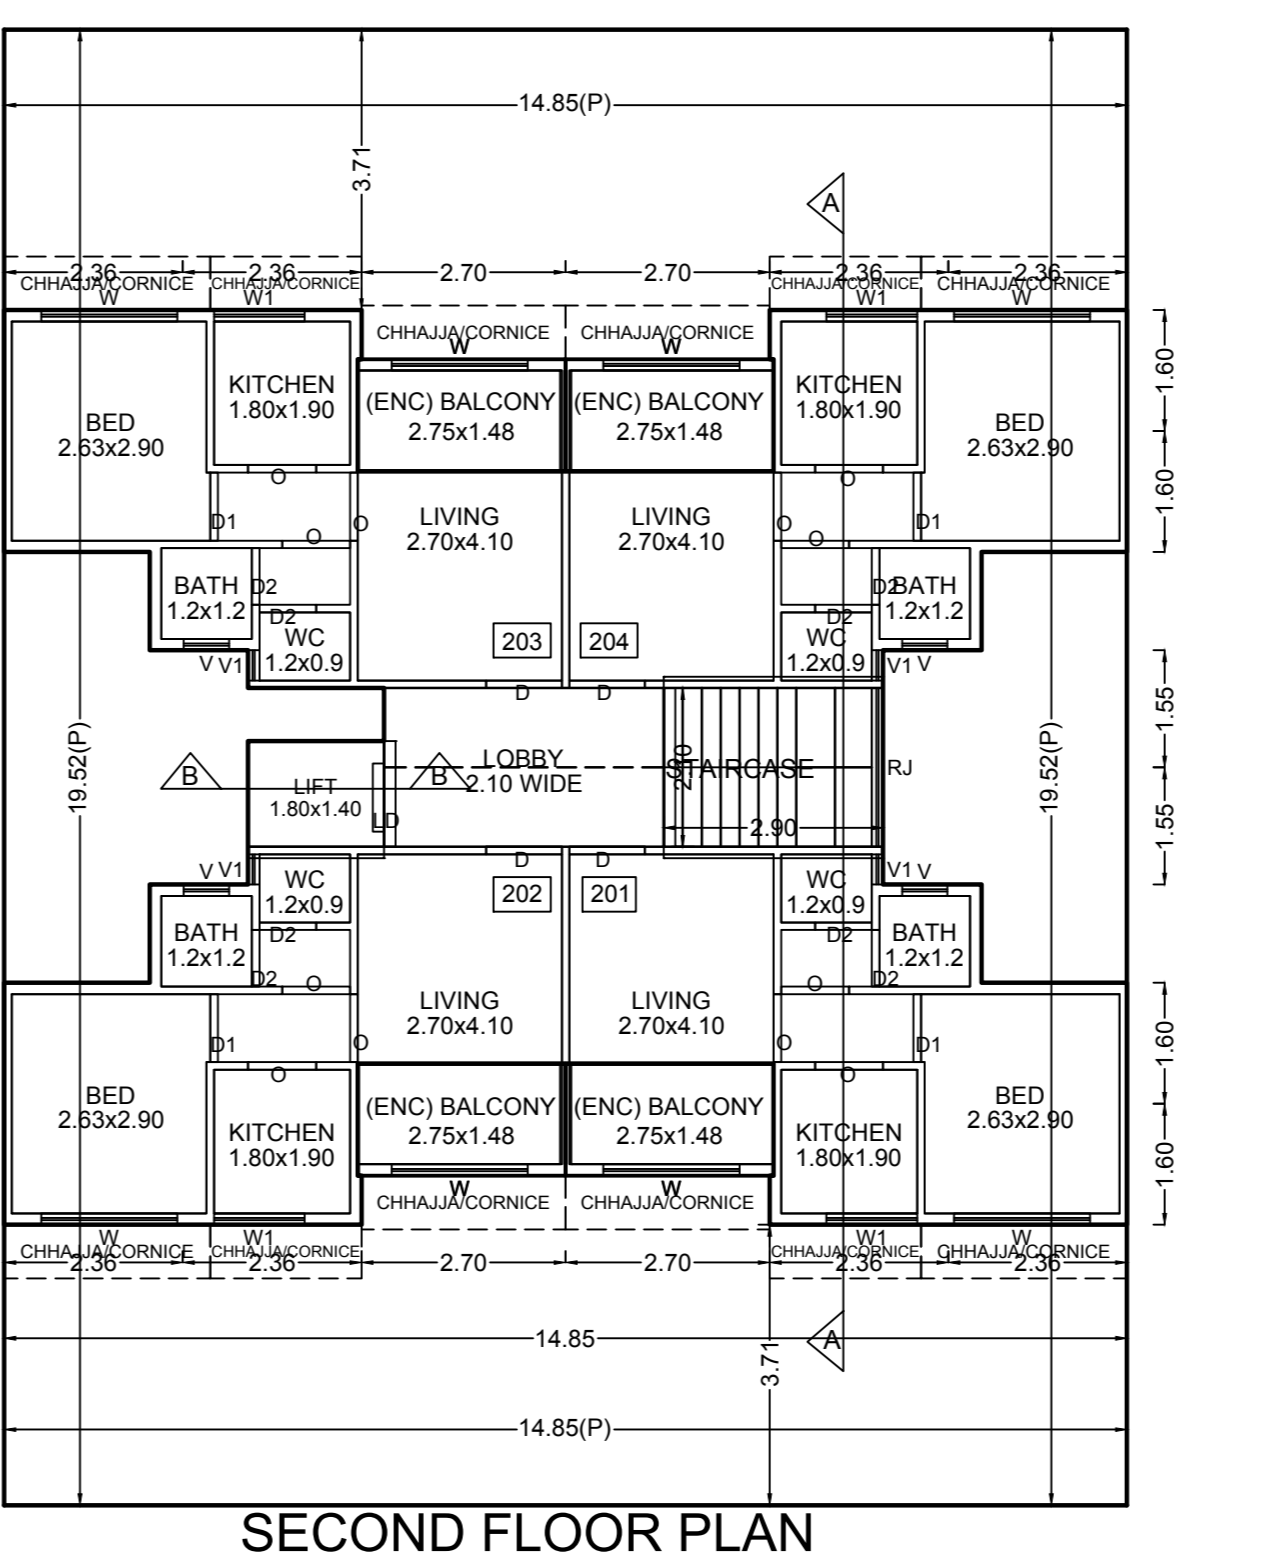 14.85(P)
3.71
A
2.36 2.36 2.70 2.70 2.36 2.36
CHHAJJA/CORNICE CHHAJJA/CORNICE CHHAJJA/CORNICE CHHAJJA/CORNICE
W W1 W1 W
CHHAJJA/CORNICE CHHAJJA/CORNICE
W W
1.60
KITCHEN (ENC) BALCONY (ENC) BALCONY KITCHEN
1.80x1.90 2.75x1.48 2.75x1.48 1.80x1.90
BED BED
2.63x2.90 2.63x2.90
O O
1.60
LIVING LIVING
D1 O O D1
2.70x4.10 2.70x4.10
O O
BATH D2 D2 BATH
1.2x1.2 1.2x1.2
D2 D2
WC 203 204 WC
1.2x0.9 1.2x0.9
V V1 V1 V
D D
1.55
19.52(P) 19.52(P)
B B LOBBY STAIRCASE RJ
2.10
2.10 WIDE
LIFT
1.80x1.40
LD
2.90
1.55
D D
V V1 V1 V
WC 202 201 WC
1.2x0.9 1.2x0.9
BATH D2 D2 BATH
1.2x1.2 1.2x1.2
D2 O O D2
LIVING LIVING
2.70x4.10 2.70x4.10
D1 O O D1
1.60
O O
BED BED
2.63x2.90 2.63x2.90
(ENC) BALCONY (ENC) BALCONY
2.75x1.48 2.75x1.48
KITCHEN KITCHEN
1.80x1.90 1.80x1.90
1.60
W W
CHHAJJA/CORNICE CHHAJJA/CORNICE
W W1 W1 W
CHHAJJA/CORNICE CHHAJJA/CORNICE CHHAJJA/CORNICE CHHAJJA/CORNICE
2.36 2.36 2.70 2.70 2.36 2.36
14.85
A
3.71
14.85(P)
SECOND FLOOR PLAN